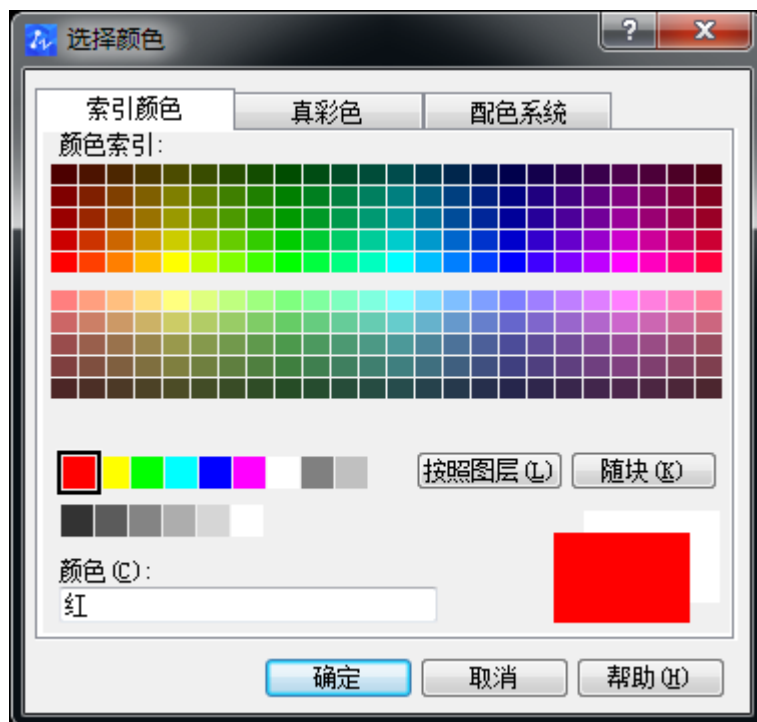 选择颜色
索引颜色 真彩色 配色系统
颜色索引:
按照图层(L) 随块(K)
颜色(C):
红
确定 取消 帮助(H)